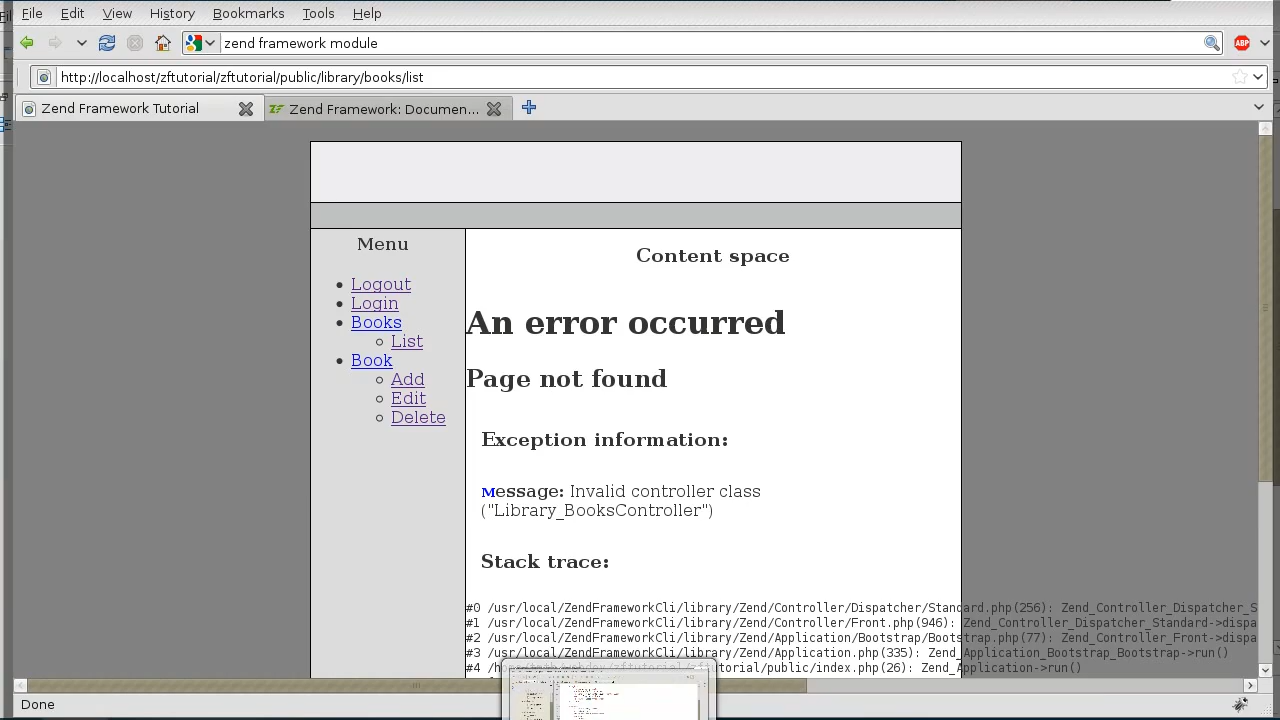 File Edit View History Bookmarks Tools Help
zend framework module
ABP
http://localhost/zftutorial/zftutorial/public/library/books/list
Zend Framework Tutorial
Zend Framework: Documen...
Menu
Logout
Login
Books
List
Book
Add
Edit
Delete
Content space
An error occurred
Page not found
Exception information:
Message: Invalid controller class
("Library_BooksController")
Stack trace:
#0 /usr/local/ZendFrameworkCli/library/Zend/Controller/Dispatcher/Standard.php(256): Zend_Controller_Dispatcher_S
#1 /usr/local/ZendFrameworkCli/library/Zend/Controller/Front.php(946): Zend_Controller_Dispatcher_Standard->dispa
#2 /usr/local/ZendFrameworkCli/library/Zend/Application/Bootstrap/Bootstrap.php(77): Zend_Controller_Front->dispa
#3 /usr/local/ZendFrameworkCli/library/Zend/Application.php(335): Zend_Application_Bootstrap_Bootstrap->run()
#4 torial/public/index.php(26): Zend_Application->run()
Done